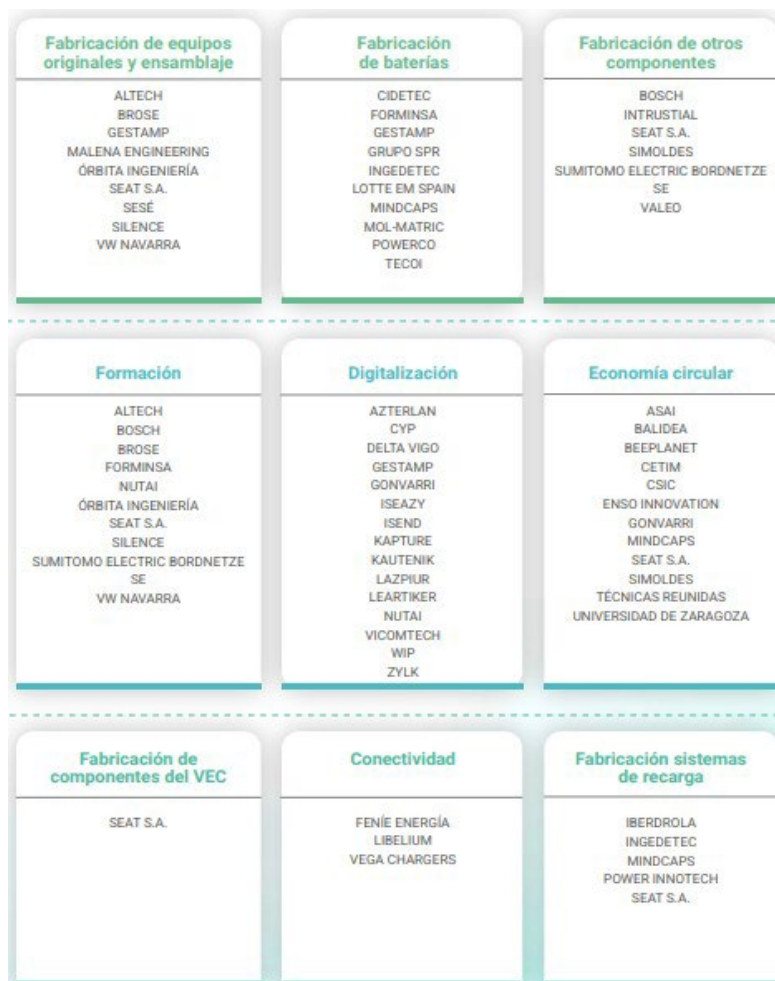 Fabricación de equipos
originales y ensamblaje
ALTECH
BROSE
GESTAMP
MALENA ENGINEERING
ÓRBITA INGENIERÍA
SEAT S.A.
SESÉ
SILENCE
VW NAVARRA
Fabricación
de baterías
CIDETEC
FORMINSA
GESTAMP
GRUPO SPR
INGEDETEC
LOTTE EM SPAIN
MINDCAPS
MOL-MATRIC
POWERCO
TECOI
Fabricación de otros
componentes
BOSCH
INTRUSTIAL
SEAT S.A.
SIMOLDES
SUMITOMO ELECTRIC BORDNETZE
SE
VALEO
Formación
ALTECH
BOSCH
BROSE
FORMINSA
NUTAI
ÓRBITA INGENIERÍA
SEAT S.A.
SILENCE
SUMITOMO ELECTRIC BORDNETZE
SE
VW NAVARRA
Digitalización
AZTERLAN
CYP
DELTA VIGO
GESTAMP
GONVARRI
ISEAZY
ISEND
KAPTURE
KAUTENIK
LAZPIUR
LEARTIKER
NUTAI
VICOMTECH
WIP
ZYLK
Economía circular
ASAI
BALIDEA
BEEPLANET
CETIM
CSIC
ENSO INNOVATION
GONVARRI
MINDCAPS
SEAT S.A.
SIMOLDES
TÉCNICAS REUNIDAS
UNIVERSIDAD DE ZARAGOZA
Fabricación de
componentes del VEC
SEAT S.A.
Conectividad
FENÍE ENERGÍA
LIBELIUM
VEGA CHARGERS
Fabricación sistemas
de recarga
IBERDROLA
INGEDETEC
MINDCAPS
POWER INNOTECH
SEAT S.A.